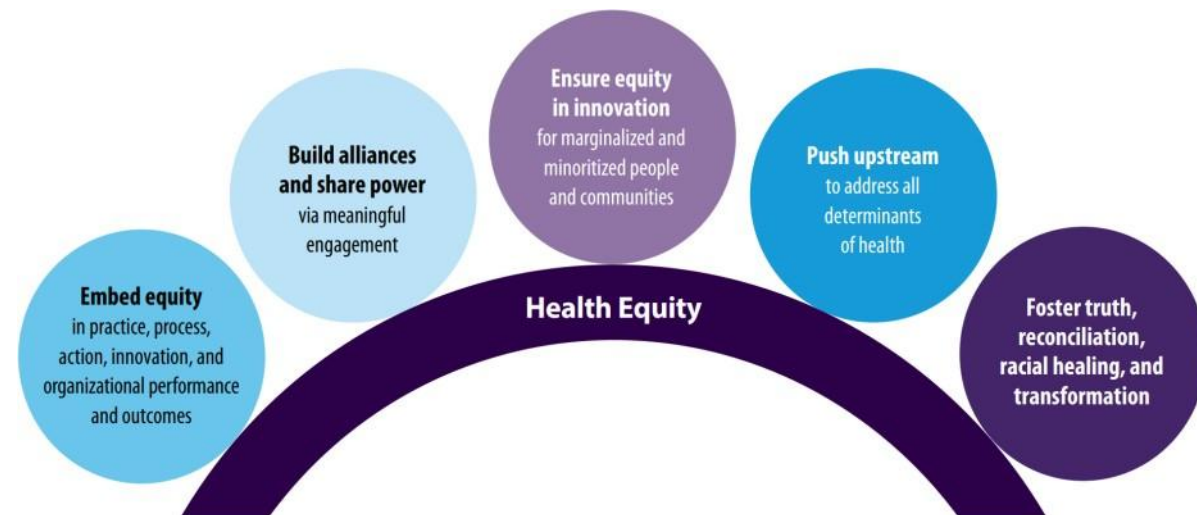 Embed equity
in practice, process,
action, innovation, and
organizational performance
and outcomes
Build alliances
and share power
via meaningful
engagement
Ensure equity
in innovation
for marginalized and
minoritized people
and communities
Push upstream
to address all
determinants
of health
Foster truth,
reconciliation,
racial healing, and
transformation
Health Equity